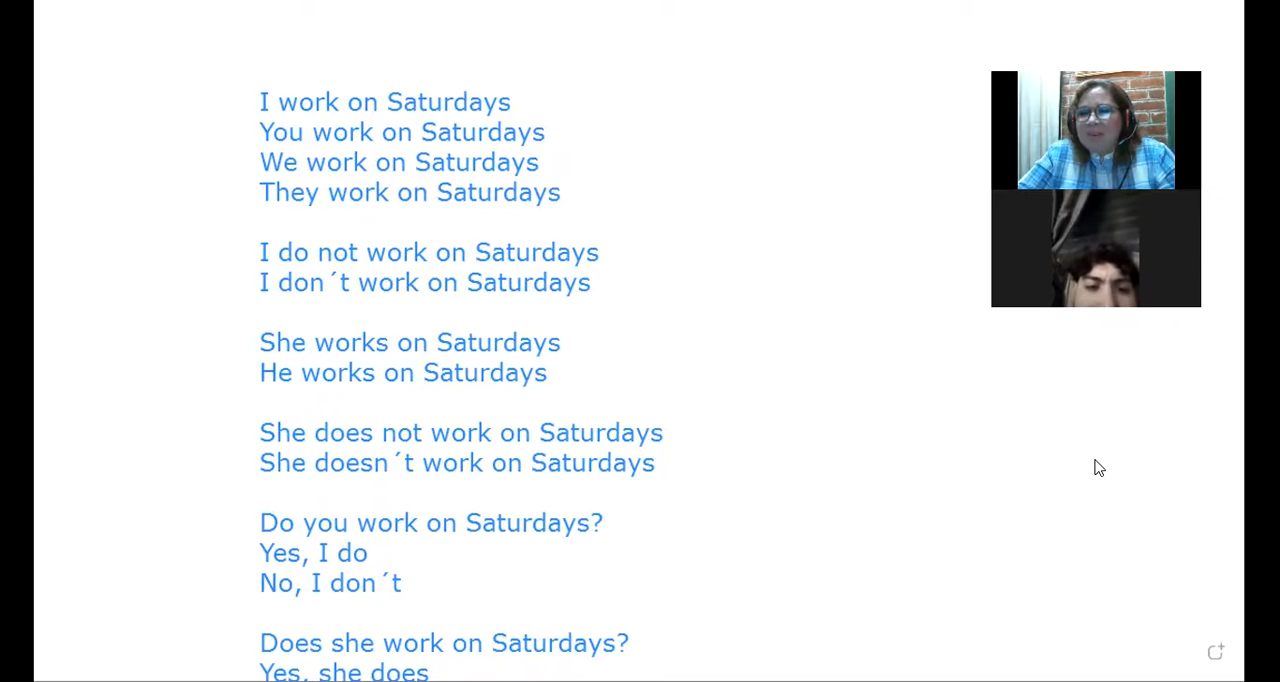 I work on Saturdays
You work on Saturdays
We work on Saturdays
They work on Saturdays
I do not work on Saturdays
I don´t work on Saturdays
She works on Saturdays
He works on Saturdays
She does not work on Saturdays
She doesn´t work on Saturdays
Do you work on Saturdays?
Yes, I do
No, I don´t
Does she work on Saturdays?
Yes, she does